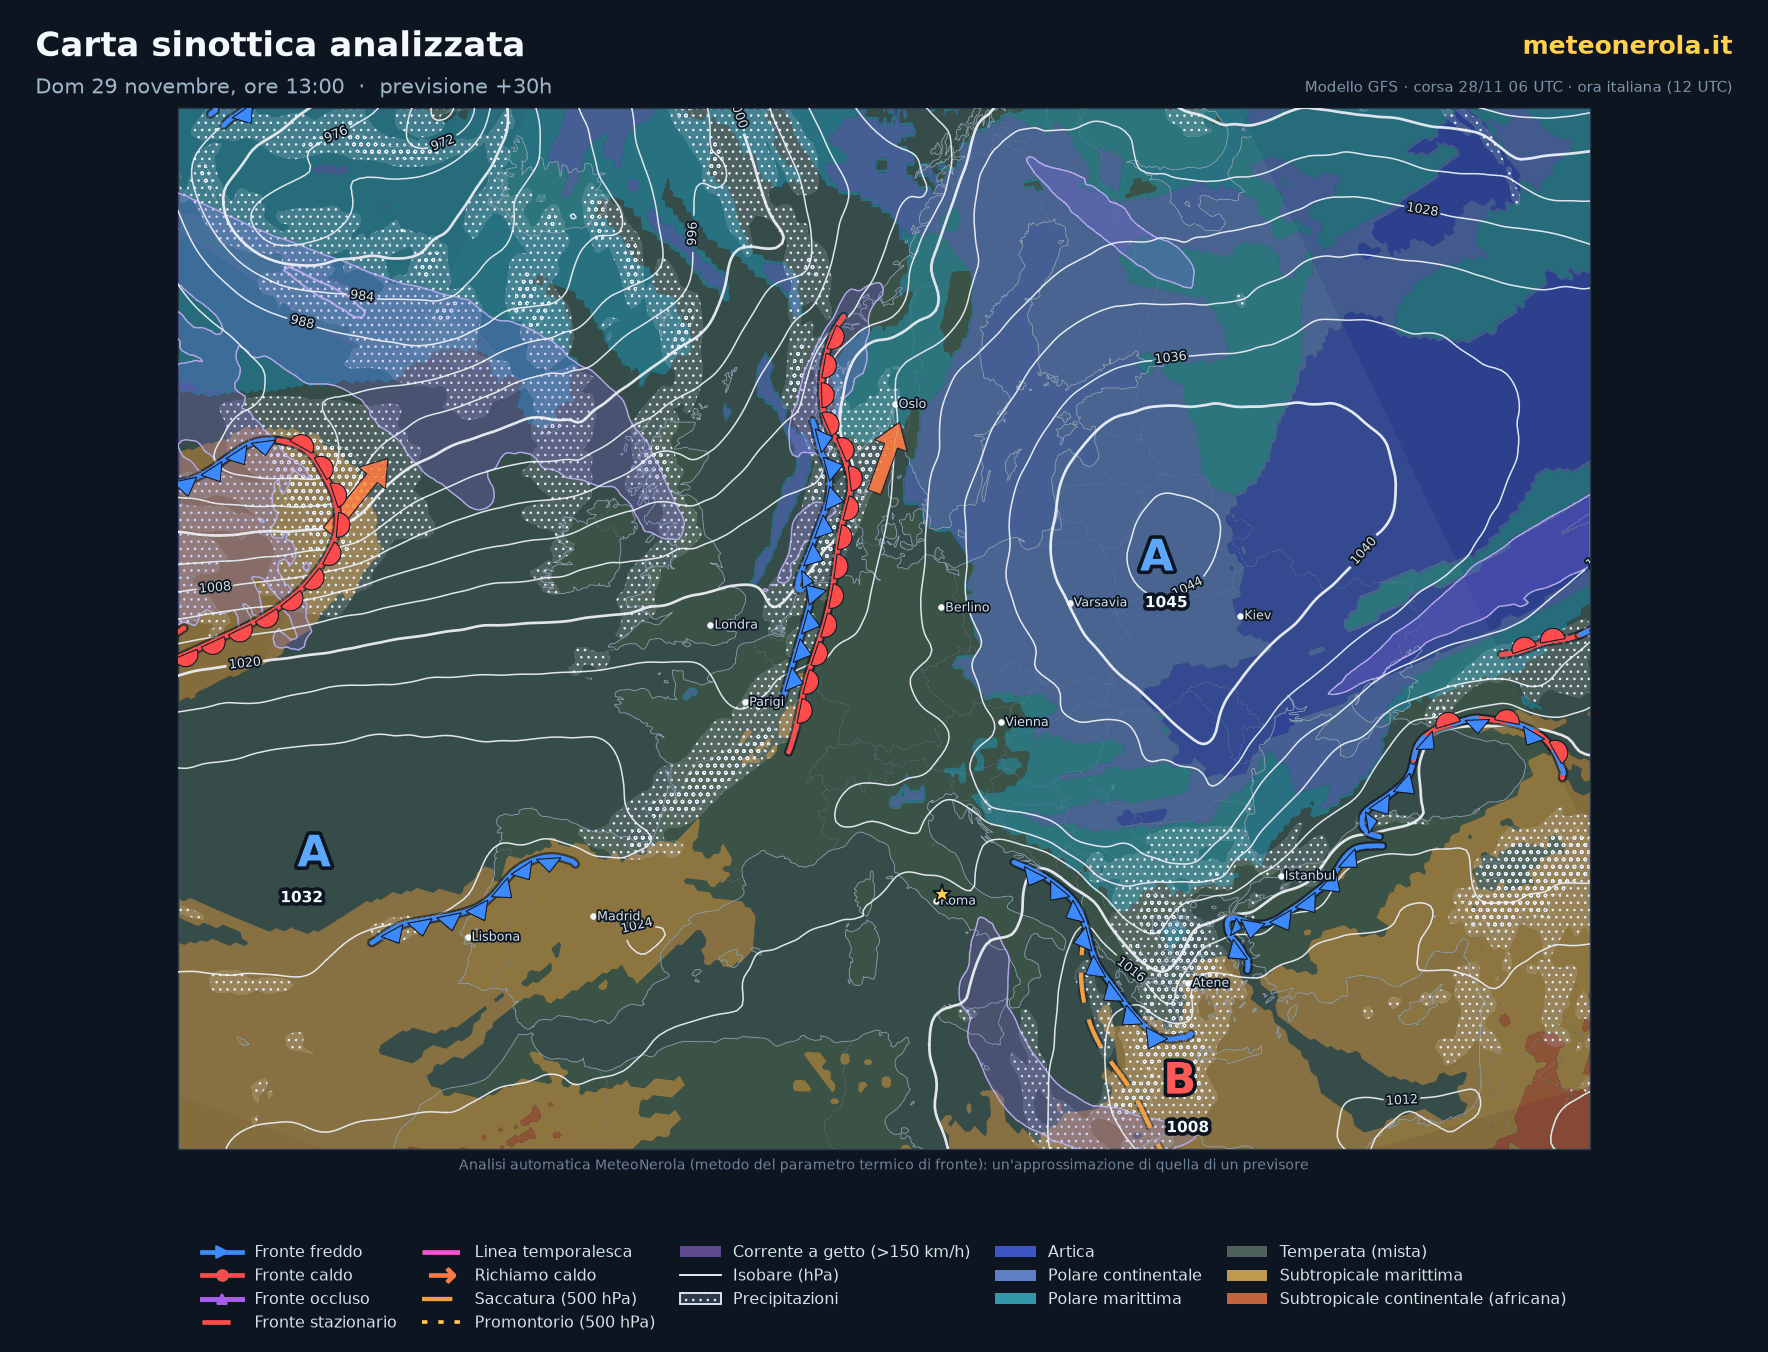 Carta sinottica analizzata
meteonerola.it
Dom 29 novembre, ore 13:00 · previsione +30h
Modello GFS · corsa 28/11 06 UTC · ora italiana (12 UTC)
976
972
996
1028
984
988
1036
Oslo
A
1040
1044
1045
1008
Berlino
Varsavia
Kiev
Londra
1020
Parigi
Vienna
A
1032
Istanbul
Roma
Madrid
1024
Lisbona
1016
Atene
B
1008
1012
Analisi automatica MeteoNerola (metodo del parametro termico di fronte): un'approssimazione di quella di un previsore
Fronte freddo
Linea temporalesca
Corrente a getto (>150 km/h)
Artica
Temperata (mista)
Fronte caldo
Richiamo caldo
Isobare (hPa)
Polare continentale
Subtropicale marittima
Fronte occluso
Saccatura (500 hPa)
Precipitazioni
Polare marittima
Subtropicale continentale (africana)
Fronte stazionario
Promontorio (500 hPa)